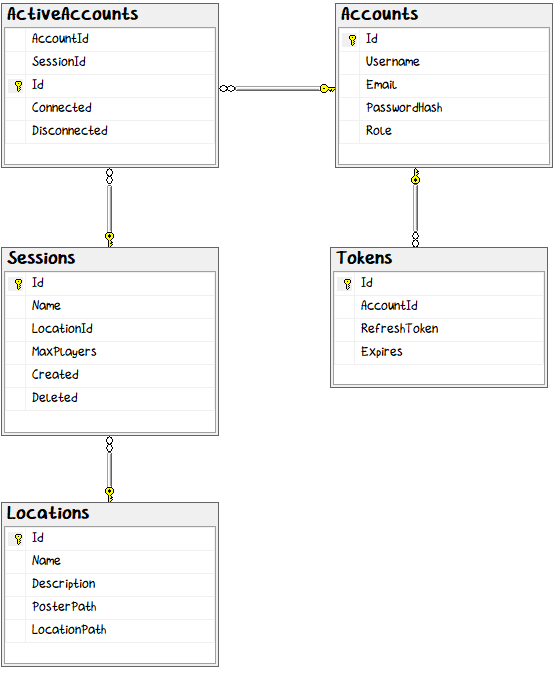 ActiveAccounts
AccountId
SessionId
Id
Connected
Disconnected
Accounts
Id
Username
Email
PasswordHash
Role
Sessions
Id
Name
LocationId
MaxPlayers
Created
Deleted
Tokens
Id
AccountId
RefreshToken
Expires
Locations
Id
Name
Description
PosterPath
LocationPath